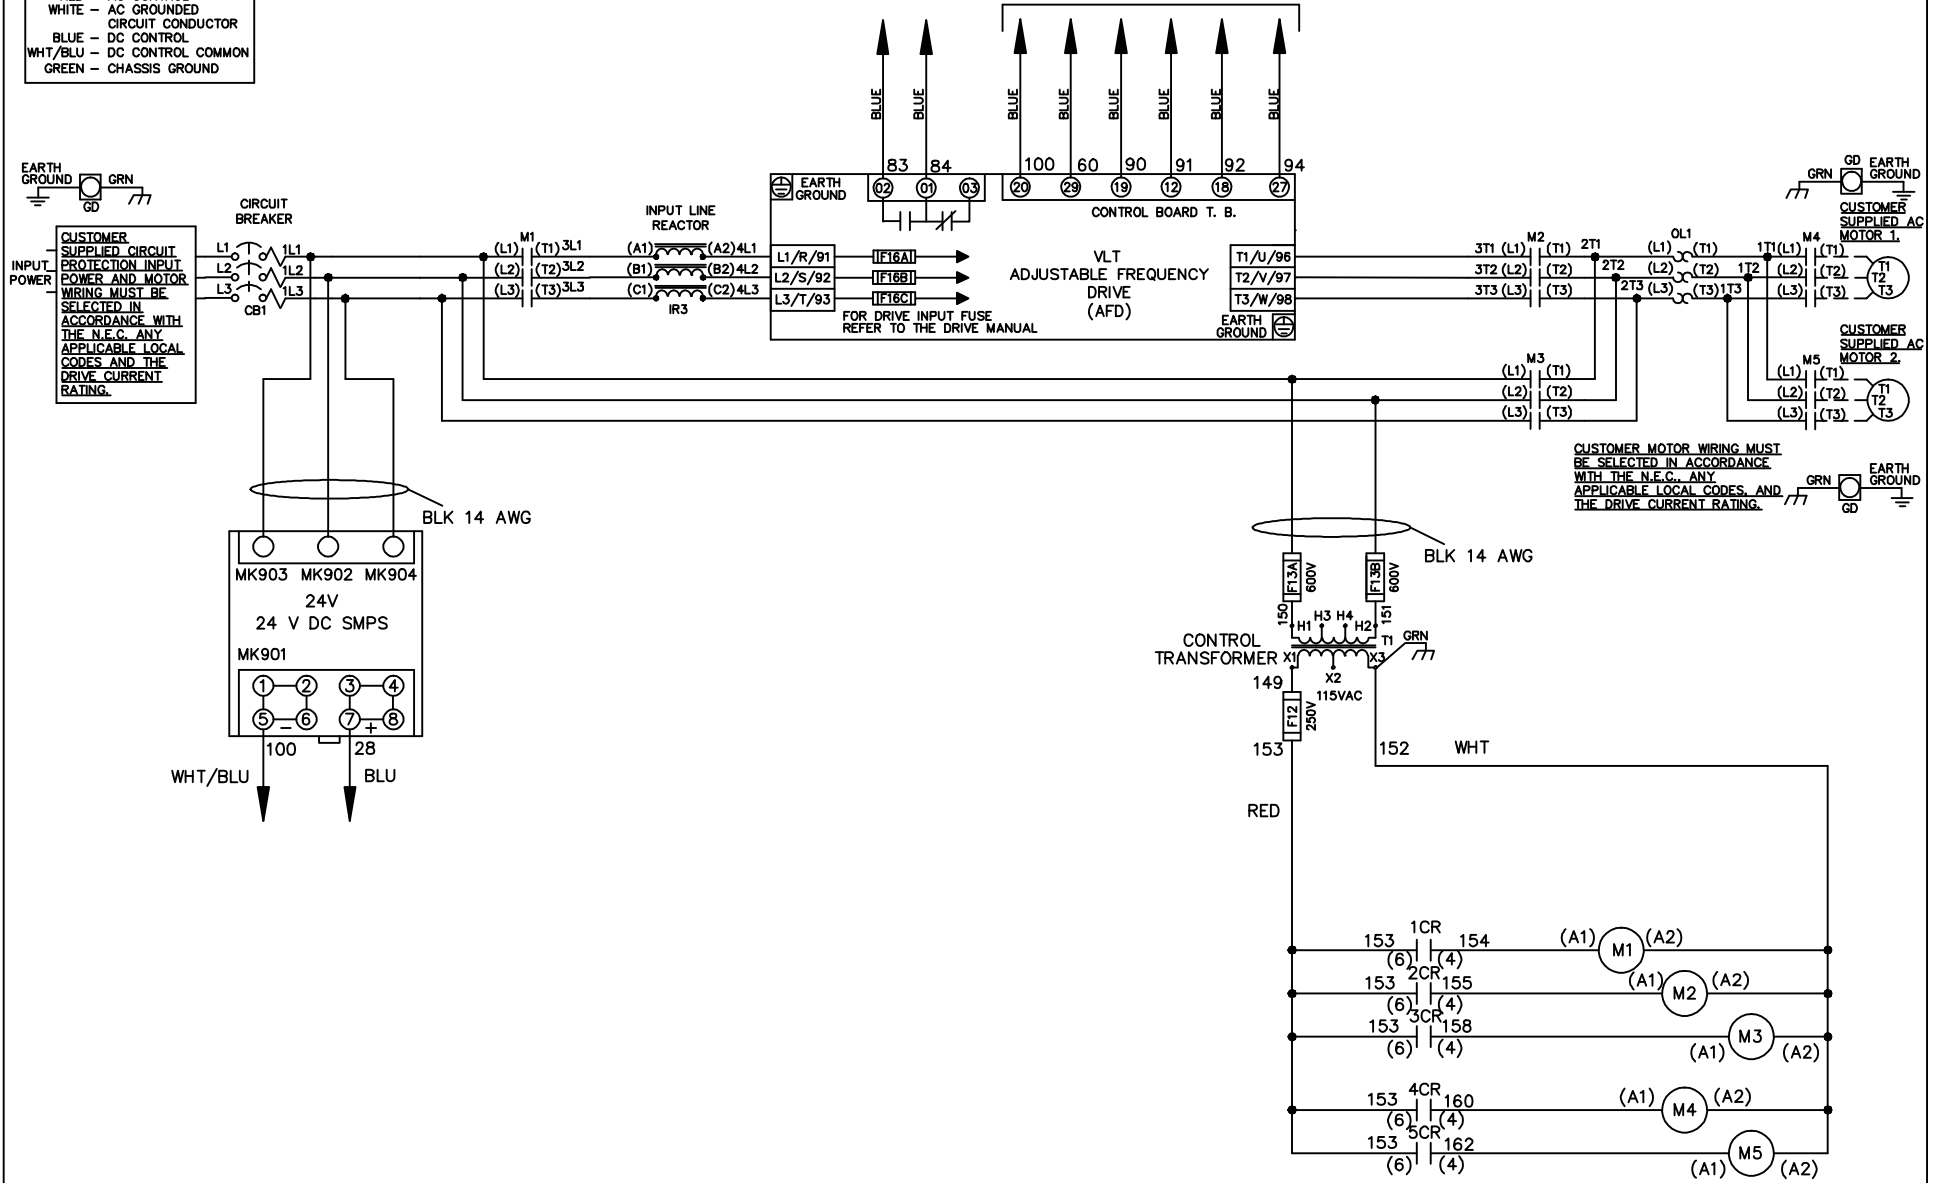 WHITE – AC GROUNDED
CIRCUIT CONDUCTOR
BLUE – DC CONTROL
WHT/BLU – DC CONTROL COMMON
GREEN – CHASSIS GROUND
BLUE
BLUE
BLUE
BLUE
BLUE
BLUE
BLUE
BLUE
83
84
100
60
90
91
92
94
02
01
03
20
29
19
12
18
27
EARTH
GROUND
CONTROL BOARD T. B.
EARTH
GROUND
GRN
GD
CIRCUIT
BREAKER
INPUT
POWER
CUSTOMER
SUPPLIED CIRCUIT
PROTECTION INPUT
POWER AND MOTOR
WIRING MUST BE
SELECTED IN
ACCORDANCE WITH
THE N.E.C. ANY
APPLICABLE LOCAL
CODES AND THE
DRIVE CURRENT
RATING.
L1
1L1
L2
1L2
L3
1L3
CB1
M1
(L1) (T1) 3L1
(L2) (T2) 3L2
(L3) (T3) 3L3
INPUT LINE
REACTOR
(A1) (A2) 4L1
(B1) (B2) 4L2
(C1) (C2) 4L3
IR3
L1/R/91
L2/S/92
L3/T/93
F16A
F16B
F16C
FOR DRIVE INPUT FUSE
REFER TO THE DRIVE MANUAL
VLT
ADJUSTABLE FREQUENCY
DRIVE
(AFD)
T1/U/96
T2/V/97
T3/W/98
EARTH
GROUND
M2
3T1 (L1) (T1) 2T1
3T2 (L2) (T2) 2T2
3T3 (L3) (T3) 2T3
OL1
(L1) (T1) 1T1
(L2) (T2) 1T2
(L3) (T3) 1T3
M4
(L1) (T1)
(L2) (T2)
(L3) (T3)
T1
T2
T3
GRN
GD
EARTH
GROUND
CUSTOMER
SUPPLIED AC
MOTOR 1.
CUSTOMER
SUPPLIED AC
MOTOR 2.
M3
(L1) (T1)
(L2) (T2)
(L3) (T3)
M5
(L1) (T1)
(L2) (T2)
(L3) (T3)
T1
T2
T3
CUSTOMER MOTOR WIRING MUST
BE SELECTED IN ACCORDANCE
WITH THE N.E.C., ANY
APPLICABLE LOCAL CODES, AND
THE DRIVE CURRENT RATING.
GRN
GD
EARTH
GROUND
BLK 14 AWG
MK903 MK902 MK904
24V
24 V DC SMPS
MK901
1 2 3 4
5 – 6 7 + 8
100
28
WHT/BLU
BLU
BLK 14 AWG
F13A
600V
F13B
600V
150
151
H1 H3 H4 H2
T1
GRN
CONTROL
TRANSFORMER
X1
X2
X3
115VAC
149
F12
250V
153
152
WHT
RED
1CR
153 154
(6) (4)
(A1) M1 (A2)
2CR
153 155
(6) (4)
(A1) M2 (A2)
3CR
153 158
(6) (4)
(A1) M3 (A2)
4CR
153 160
(6) (4)
(A1) M4 (A2)
5CR
153 162
(6) (4)
(A1) M5 (A2)